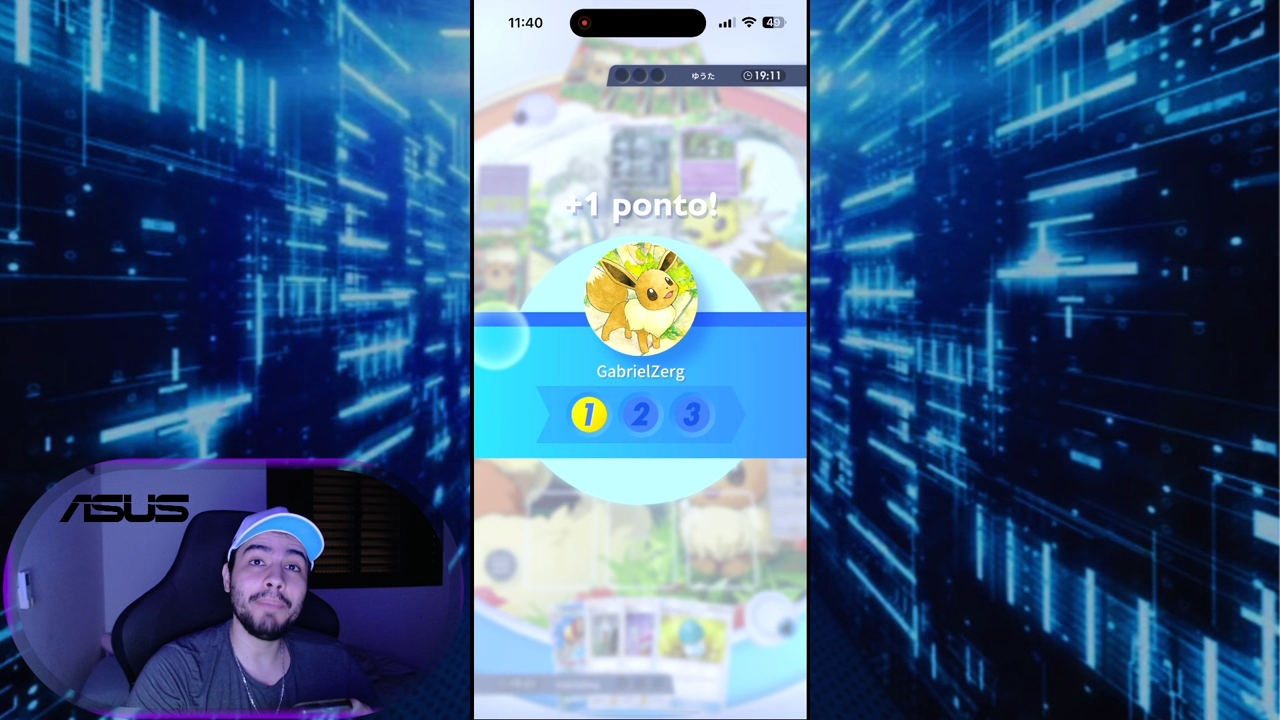 11:40
49
ゆうた
19:11
+1 ponto!
GabrielZerg
1 2 3
ASUS